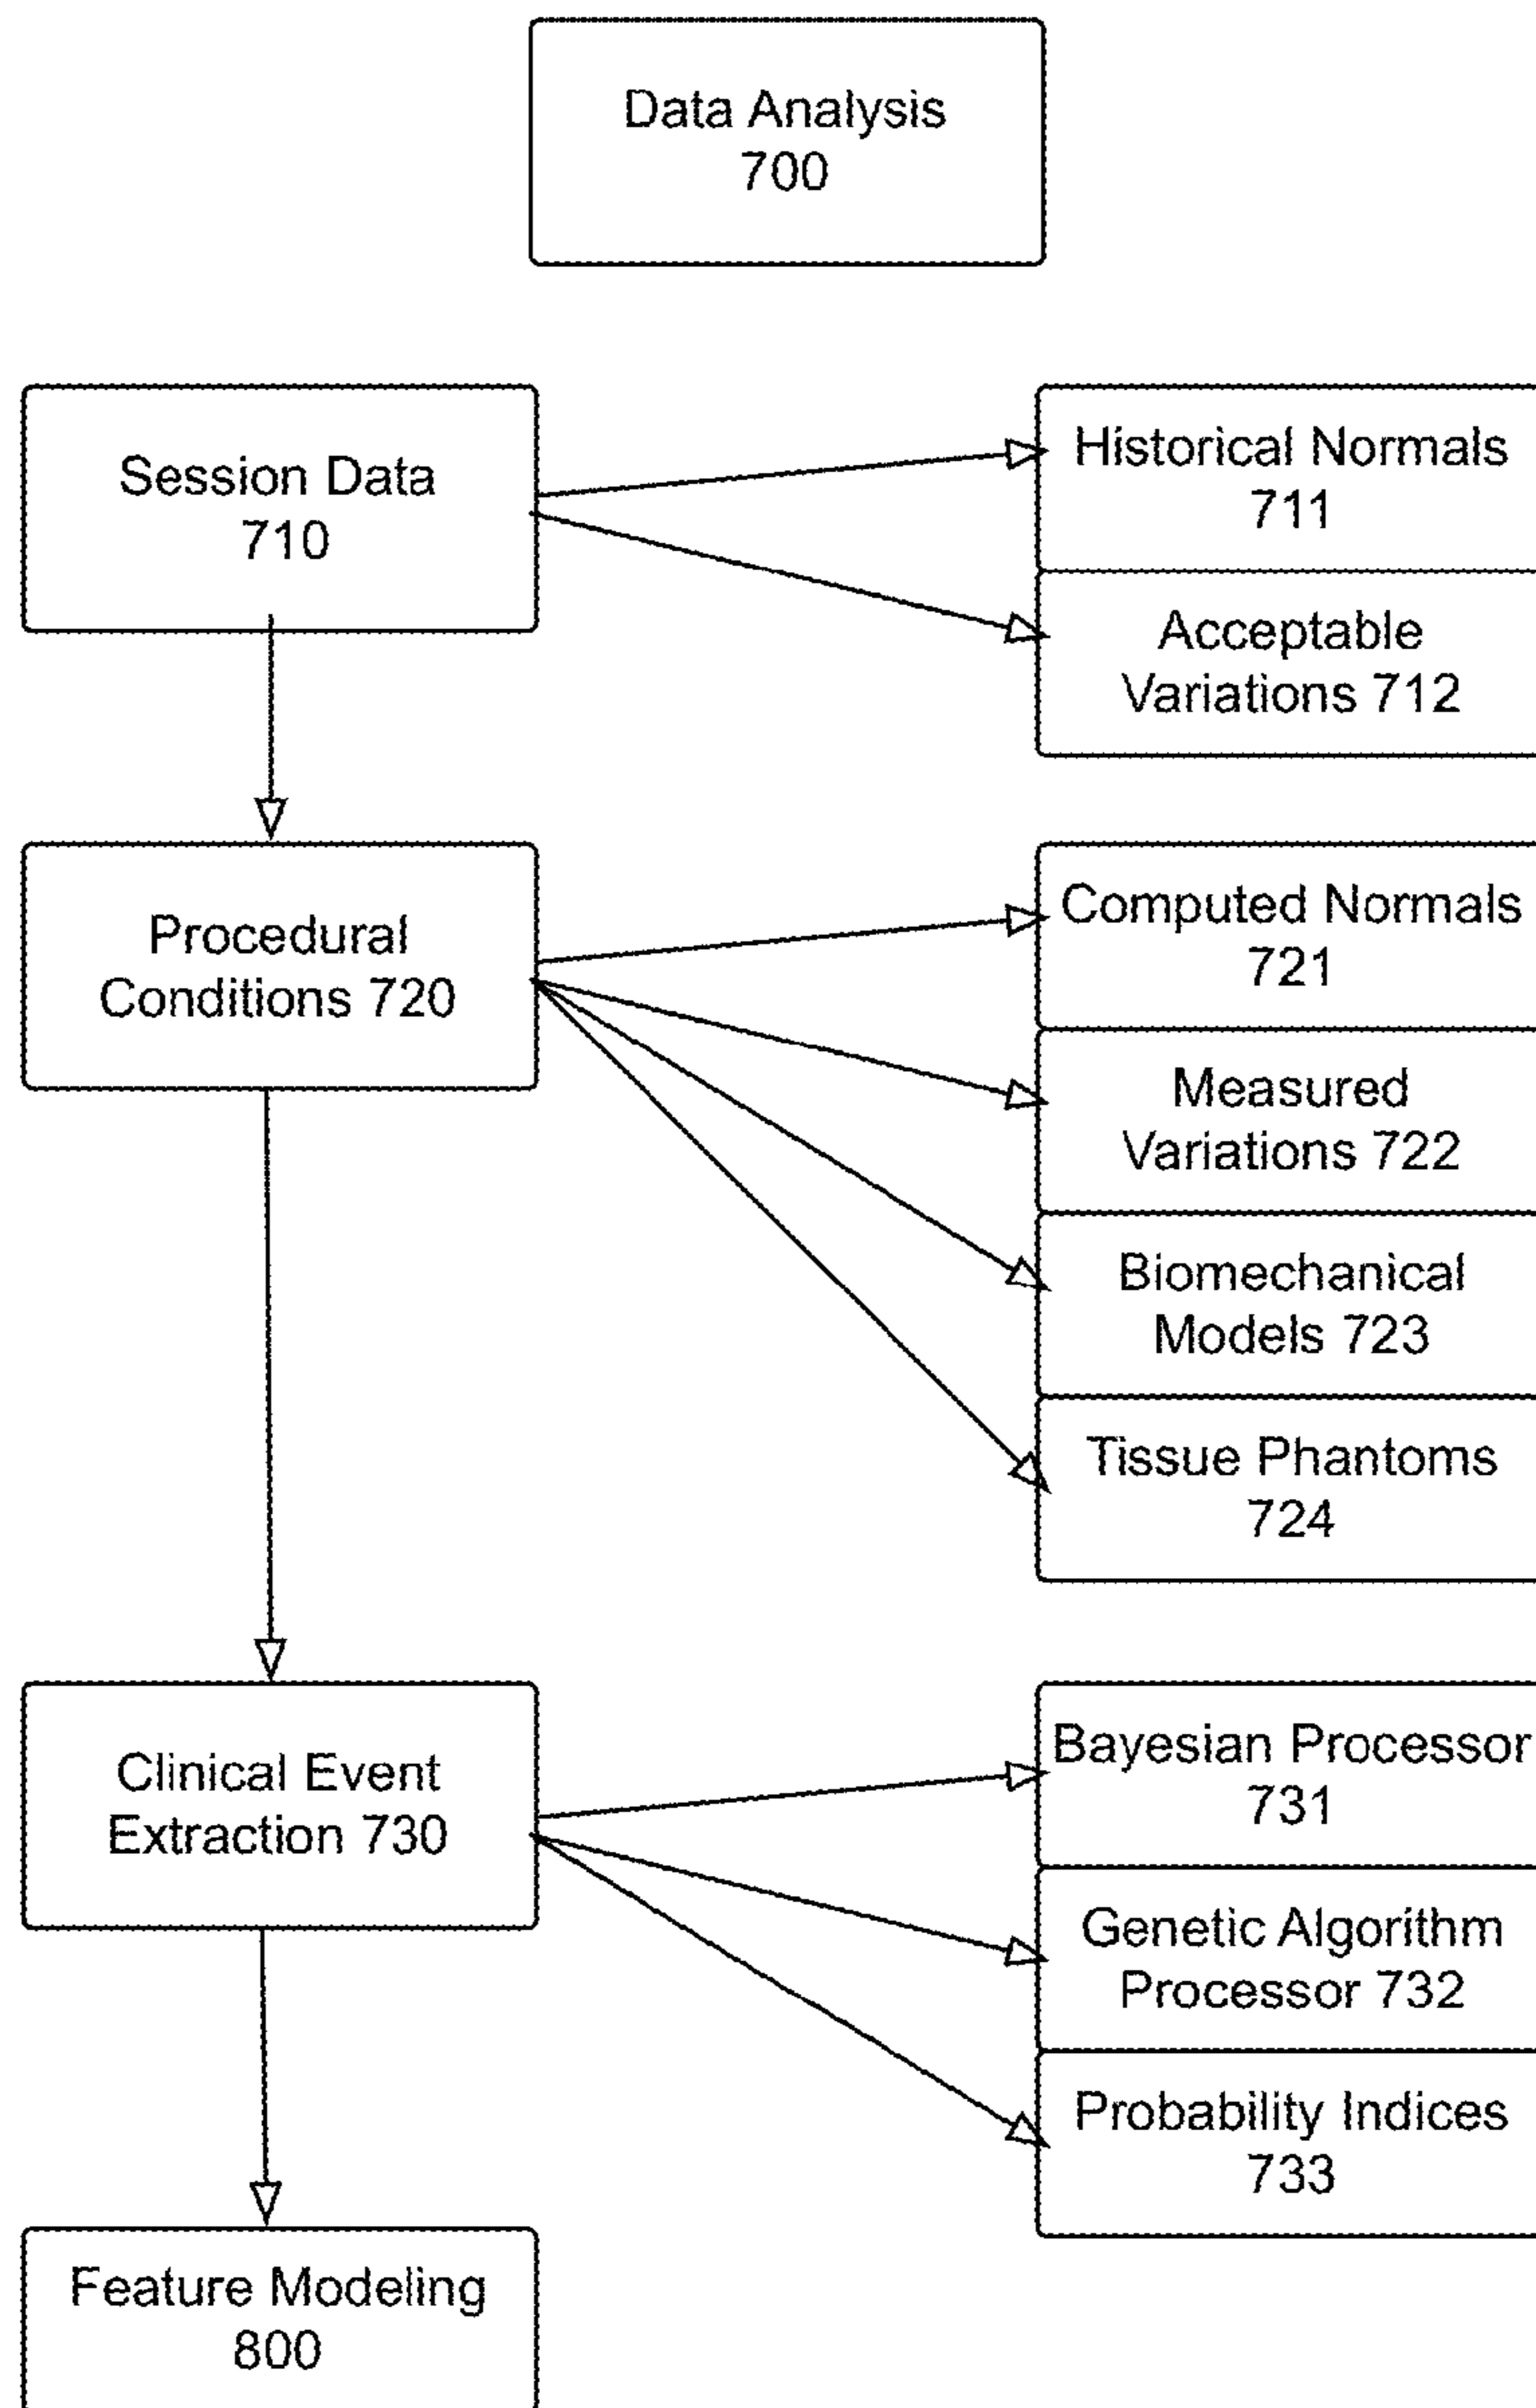 Data Analysis
700
Session Data
710
Historical Normals
711
Acceptable
Variations 712
Procedural
Conditions 720
Computed Normals
721
Measured
Variations 722
Biomechanical
Models 723
Tissue Phantoms
724
Clinical Event
Extraction 730
Bayesian Processor
731
Genetic Algorithm
Processor 732
Probability Indices
733
Feature Modeling
800